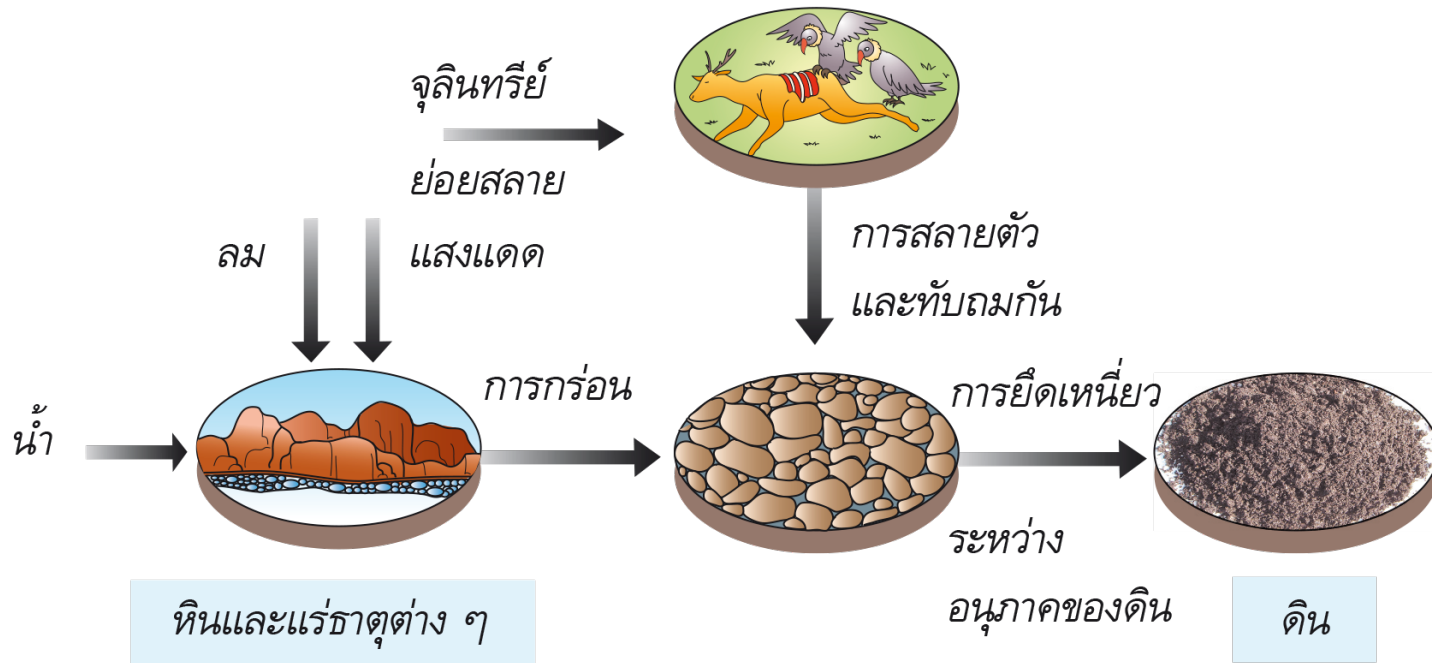 จุลินทรีย์
ย่อยสลาย
ลม
แสงแดด
การสลายตัว
และทับถมกัน
น้ำ
การกร่อน
การยึดเหนี่ยว
ระหว่าง
อนุภาคของดิน
หินและแร่ธาตุต่าง ๆ
ดิน